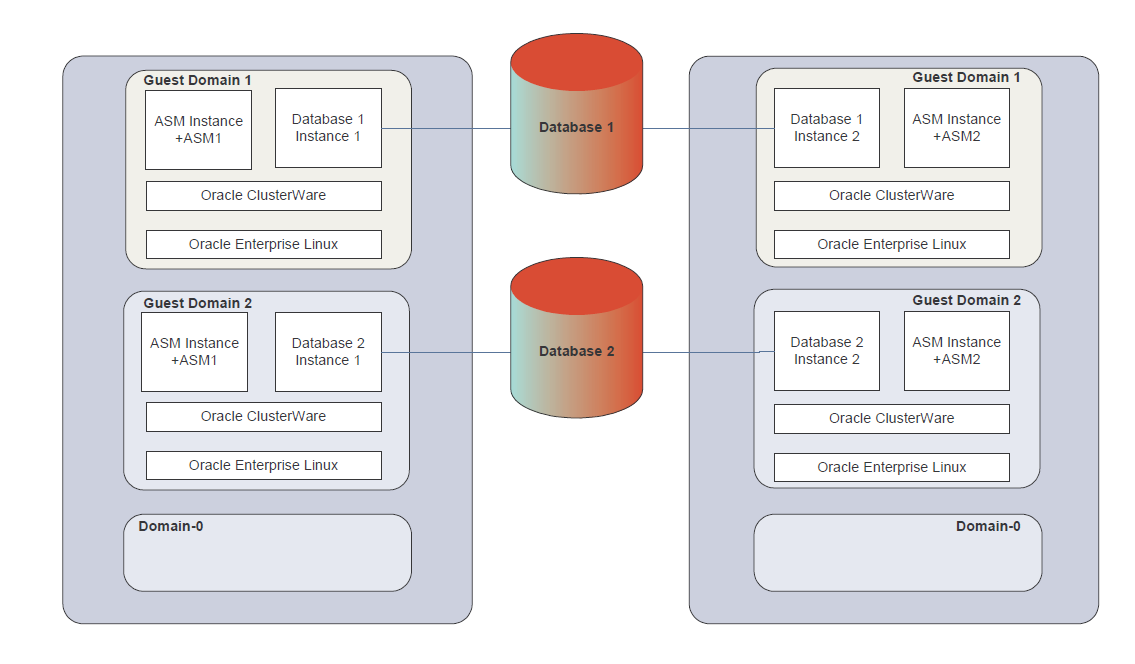 Guest Domain 1
ASM Instance
+ASM1
Database 1
Instance 1
Oracle ClusterWare
Oracle Enterprise Linux
Guest Domain 2
ASM Instance
+ASM1
Database 2
Instance 1
Oracle ClusterWare
Oracle Enterprise Linux
Domain-0
Database 1
Database 2
Guest Domain 1
Database 1
Instance 2
ASM Instance
+ASM2
Oracle ClusterWare
Oracle Enterprise Linux
Guest Domain 2
Database 2
Instance 2
ASM Instance
+ASM2
Oracle ClusterWare
Oracle Enterprise Linux
Domain-0